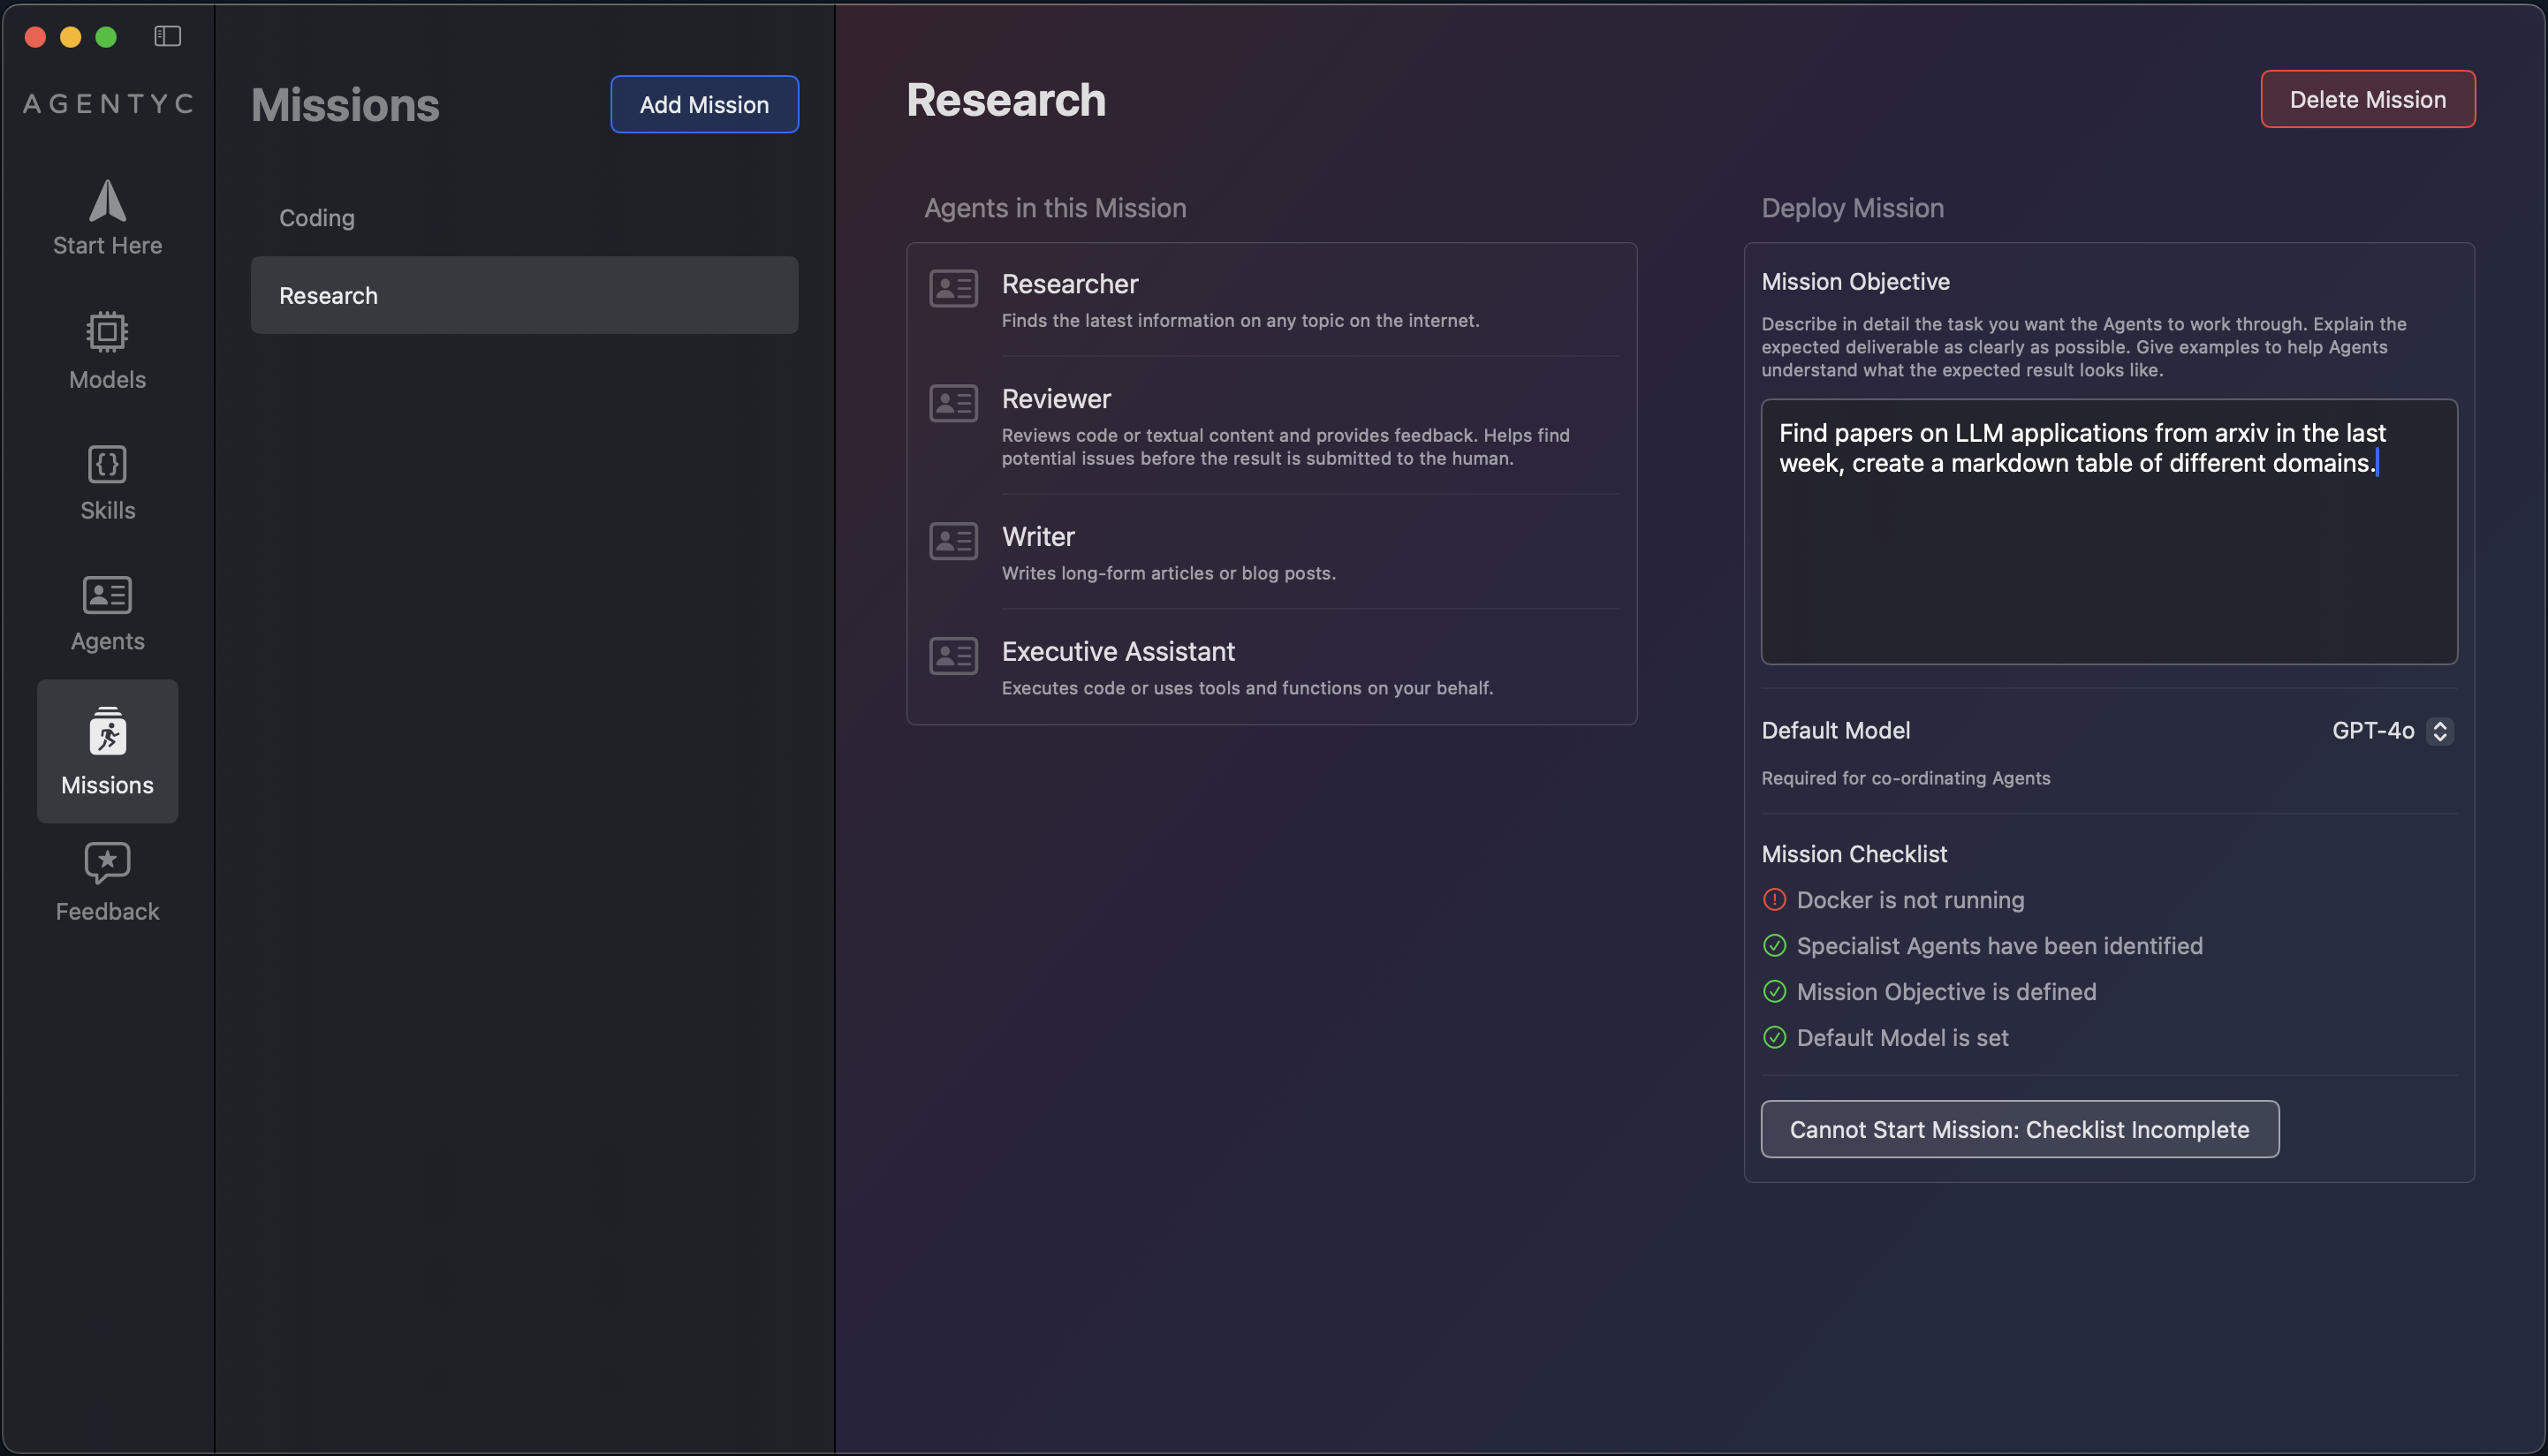 AGENTYC
Start Here
Models
Skills
Agents
Missions
Feedback
Missions
Add Mission
Coding
Research
Research
Delete Mission
Agents in this Mission
Researcher
Finds the latest information on any topic on the internet.
Reviewer
Reviews code or textual content and provides feedback. Helps find
potential issues before the result is submitted to the human.
Writer
Writes long-form articles or blog posts.
Executive Assistant
Executes code or uses tools and functions on your behalf.
Deploy Mission
Mission Objective
Describe in detail the task you want the Agents to work through. Explain the
expected deliverable as clearly as possible. Give examples to help Agents
understand what the expected result looks like.
Find papers on LLM applications from arxiv in the last
week, create a markdown table of different domains.
Default Model
GPT-4o
Required for co-ordinating Agents
Mission Checklist
Docker is not running
Specialist Agents have been identified
Mission Objective is defined
Default Model is set
Cannot Start Mission: Checklist Incomplete